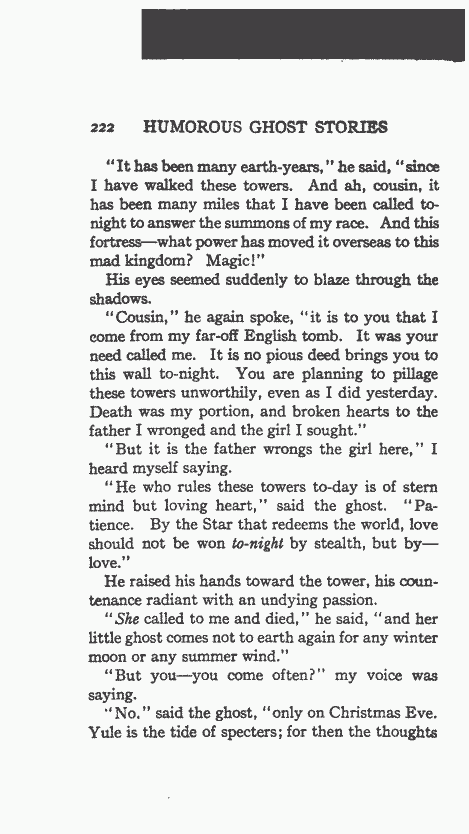 222 HUMOROUS GHOST STORIES
"It has been many earth-years," he said, "since
I have walked these towers. And ah, cousin, it
has been many miles that I have been called to-
night to answer the summons of my race. And this
fortress—what power has moved it overseas to this
mad kingdom? Magic!"
His eyes seemed suddenly to blaze through the
shadows.
"Cousin," he again spoke, "it is to you that I
come from my far-off English tomb. It was your
need called me. It is no pious deed brings you to
this wall to-night. You are planning to pillage
these towers unworthily, even as I did yesterday.
Death was my portion, and broken hearts to the
father I wronged and the girl I sought."
"But it is the father wrongs the girl here," I
heard myself saying.
"He who rules these towers to-day is of stern
mind but loving heart," said the ghost. "Pa-
tience. By the Star that redeems the world, love
should not be won to-night by stealth, but by—
love."
He raised his hands toward the tower, his coun-
tenance radiant with an undying passion.
"She called to me and died," he said, "and her
little ghost comes not to earth again for any winter
moon or any summer wind."
"But you—you come often?" my voice was
saying.
"No." said the ghost, "only on Christmas Eve.
Yule is the tide of specters; for then the thoughts